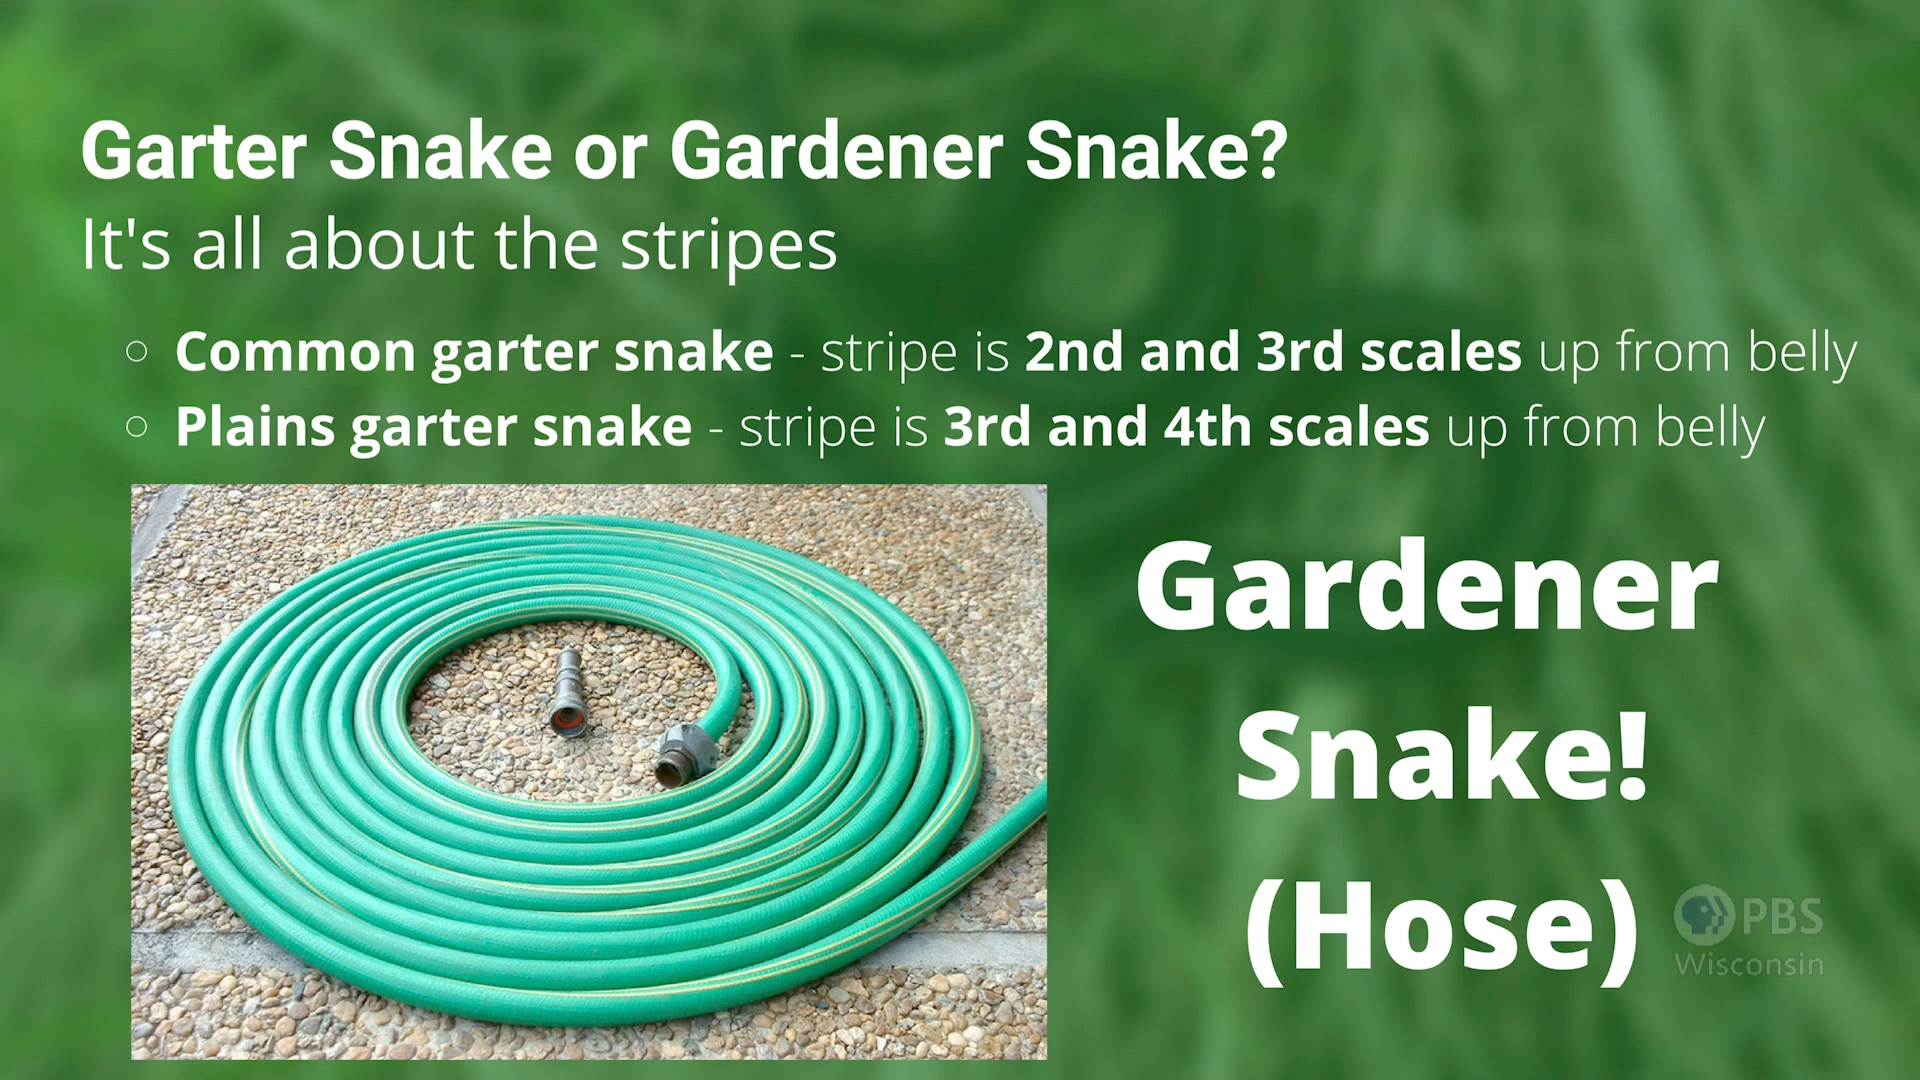 Garter Snake or Gardener Snake?
It's all about the stripes
Common garter snake - stripe is 2nd and 3rd scales up from belly
Plains garter snake - stripe is 3rd and 4th scales up from belly
Gardener
Snake!
(Hose)
PBS
Wisconsin